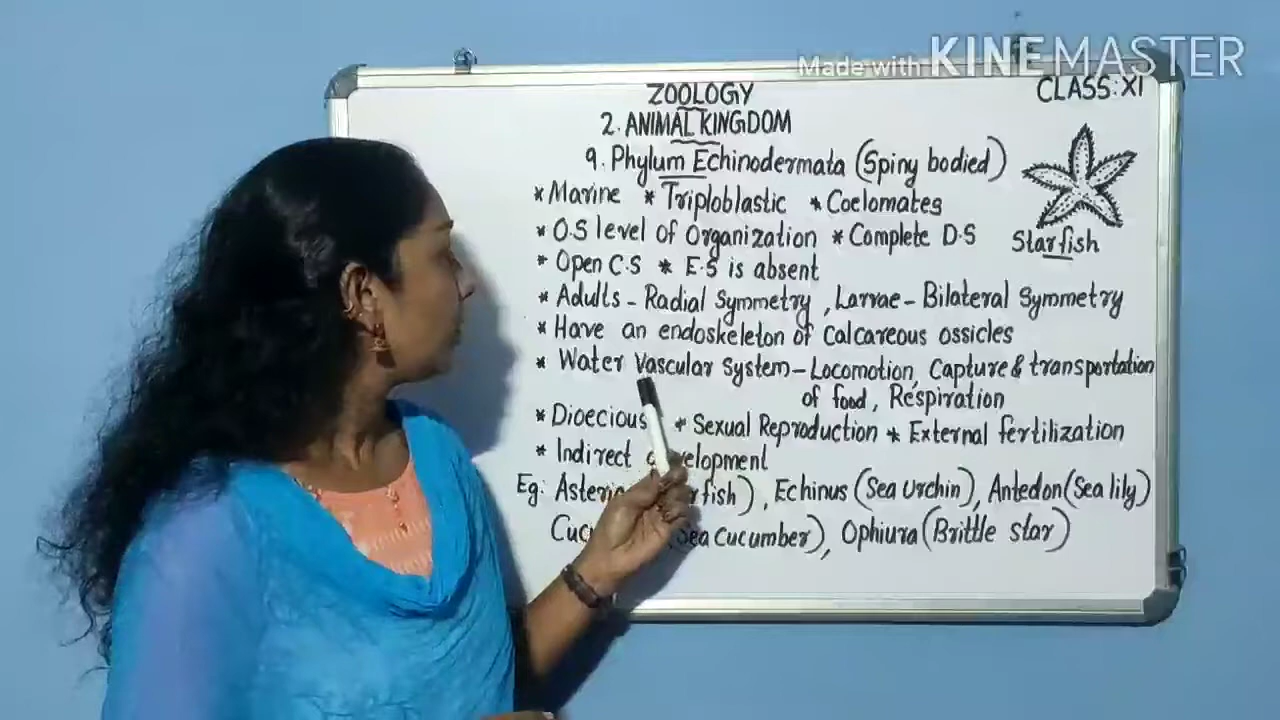 Made with KINEMASTER
ZOOLOGY
CLASS: XI
2. ANIMAL KINGDOM
9. Phylum Echinodermata (Spiny bodied)
* Marine * Triploblastic * Coelomates
* O.S level of Organization * Complete D.S
Starfish
* Open C.S * E.S is absent
* Adults - Radial Symmetry, Larvae - Bilateral Symmetry
* Have an endoskeleton of Calcareous ossicles
* Water Vascular System - Locomotion, Capture & transportation
of food, Respiration
* Dioecious * Sexual Reproduction * External fertilization
* Indirect
Eg: Echinus (Sea Urchin), Antedon (Sea lily)
(Sea Cucumber), Ophiura (Brittle star)